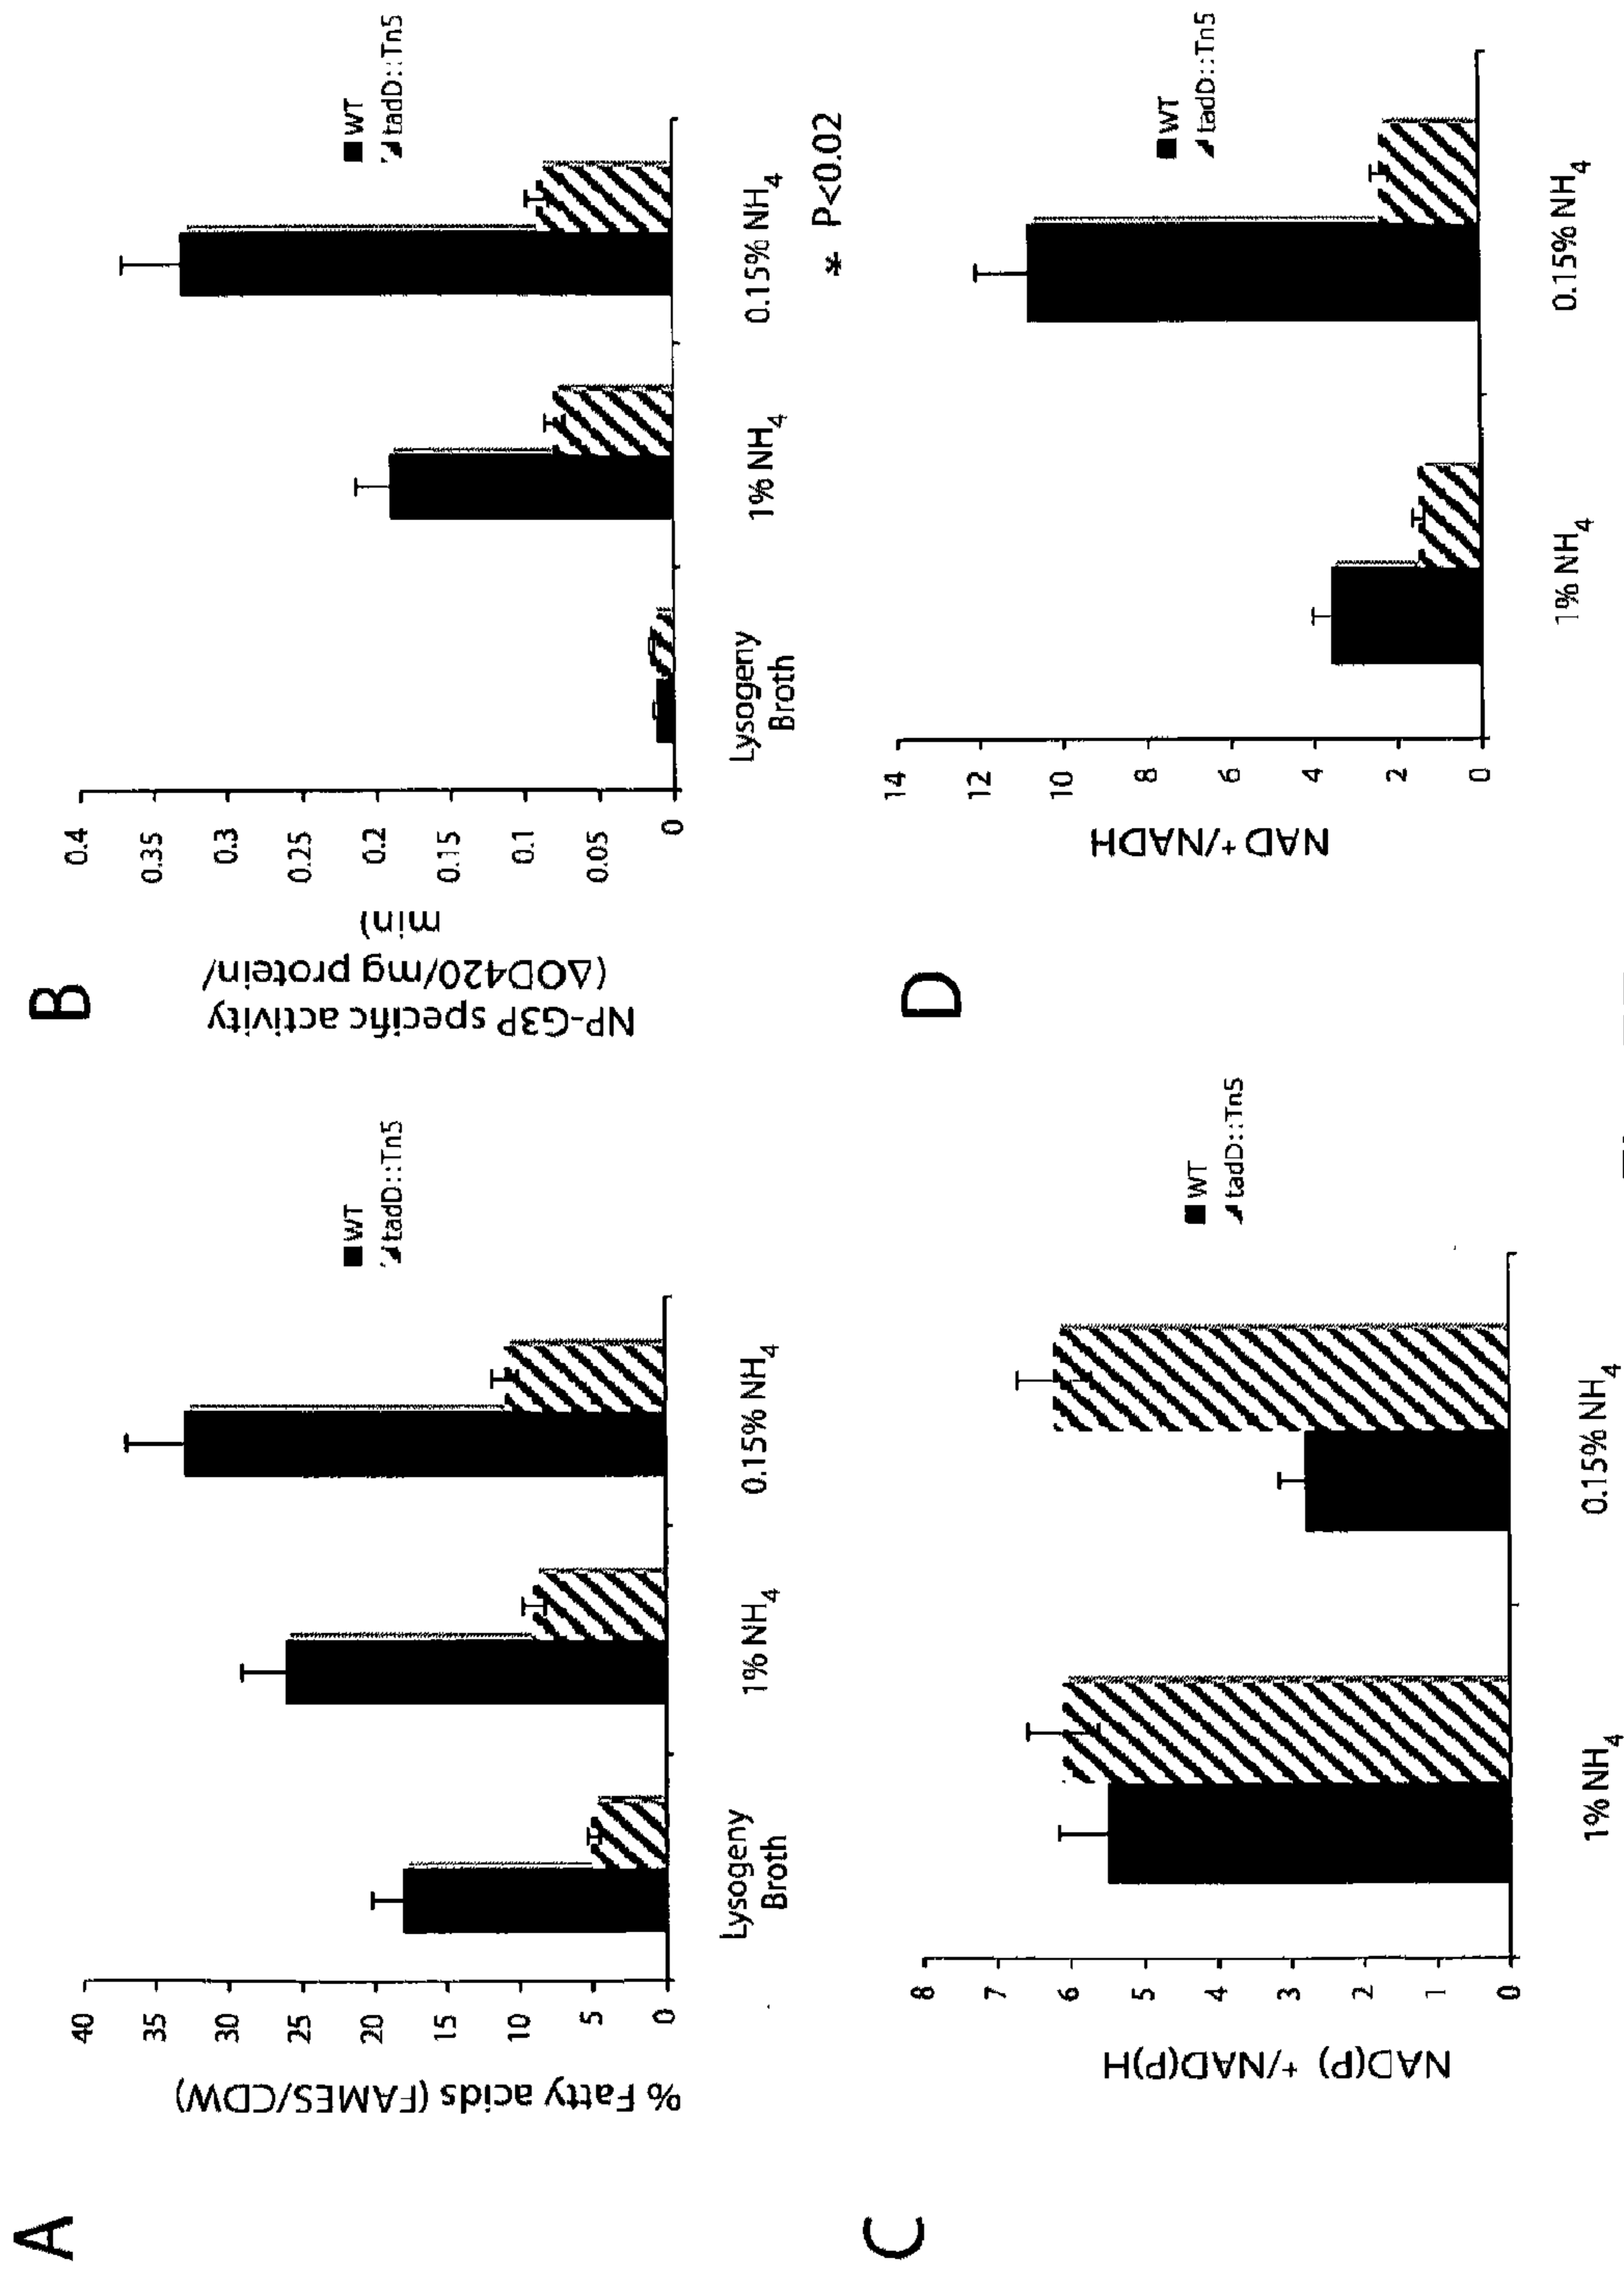 A
% Fatty acids (FAMES/CDW)
40
35
30
25
20
15
10
5
0
Lysogeny
Broth
1% NH4
0.15% NH4
WT
tadD::Tn5
B
NP-G3P specific activity
(ΔOD420/mg protein/
min)
0.4
0.35
0.3
0.25
0.2
0.15
0.1
0.05
0
Lysogeny
Broth
1% NH4
0.15% NH4
WT
tadD::Tn5
* P<0.02
C
NAD(P) +/NAD(P)H
8
7
6
5
4
3
2
1
0
1% NH4
0.15% NH4
WT
tadD::Tn5
D
NAD +/NADH
14
12
10
8
6
4
2
0
1% NH4
0.15% NH4
WT
tadD::Tn5